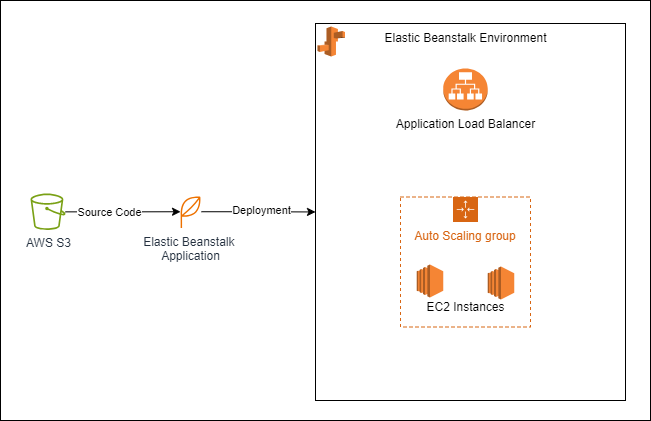 Elastic Beanstalk Environment
Application Load Balancer
Source Code
Deployment
AWS S3
Elastic Beanstalk
Application
Auto Scaling group
EC2 Instances